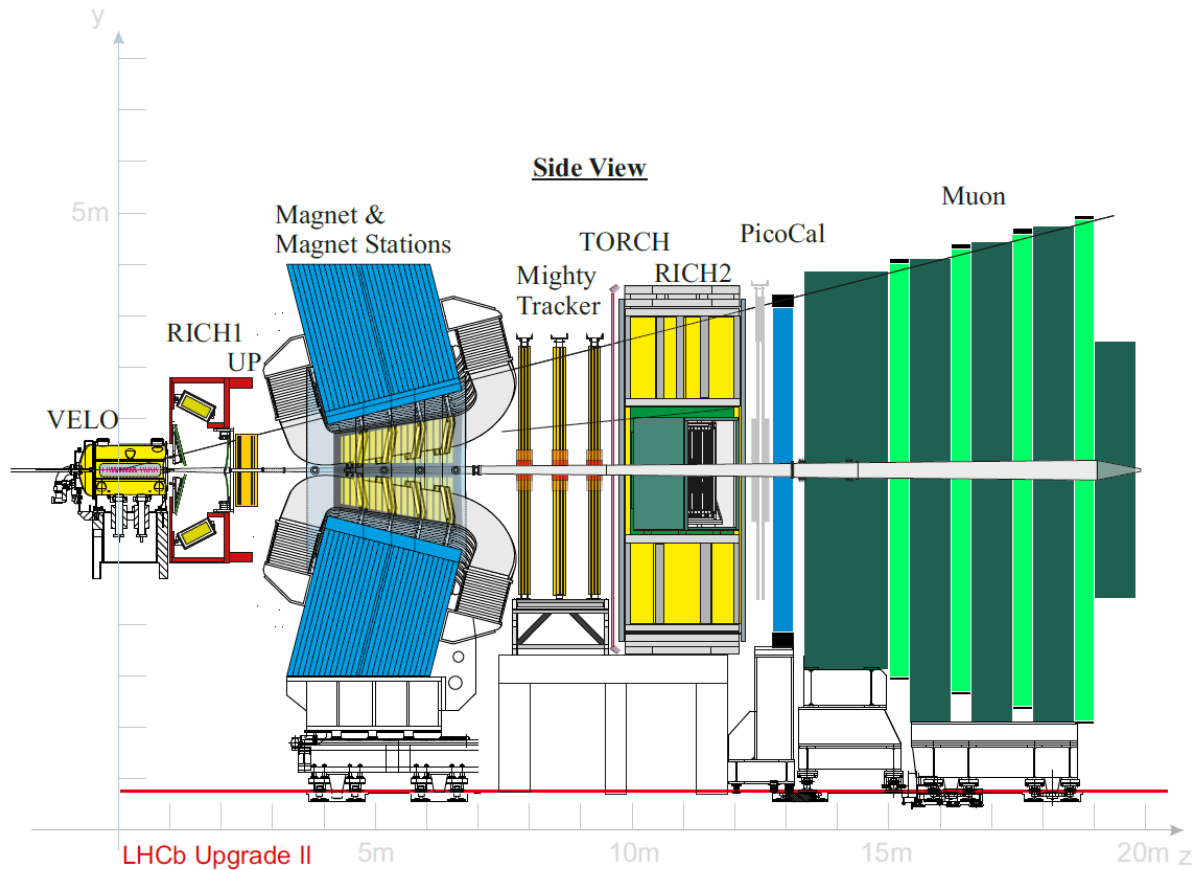 y
Side View
5m
Magnet &
Magnet Stations
Muon
TORCH
PicoCal
Mighty
Tracker
RICH2
RICH1
UP
VELO
LHCb Upgrade II
5m
10m
15m
20m
z